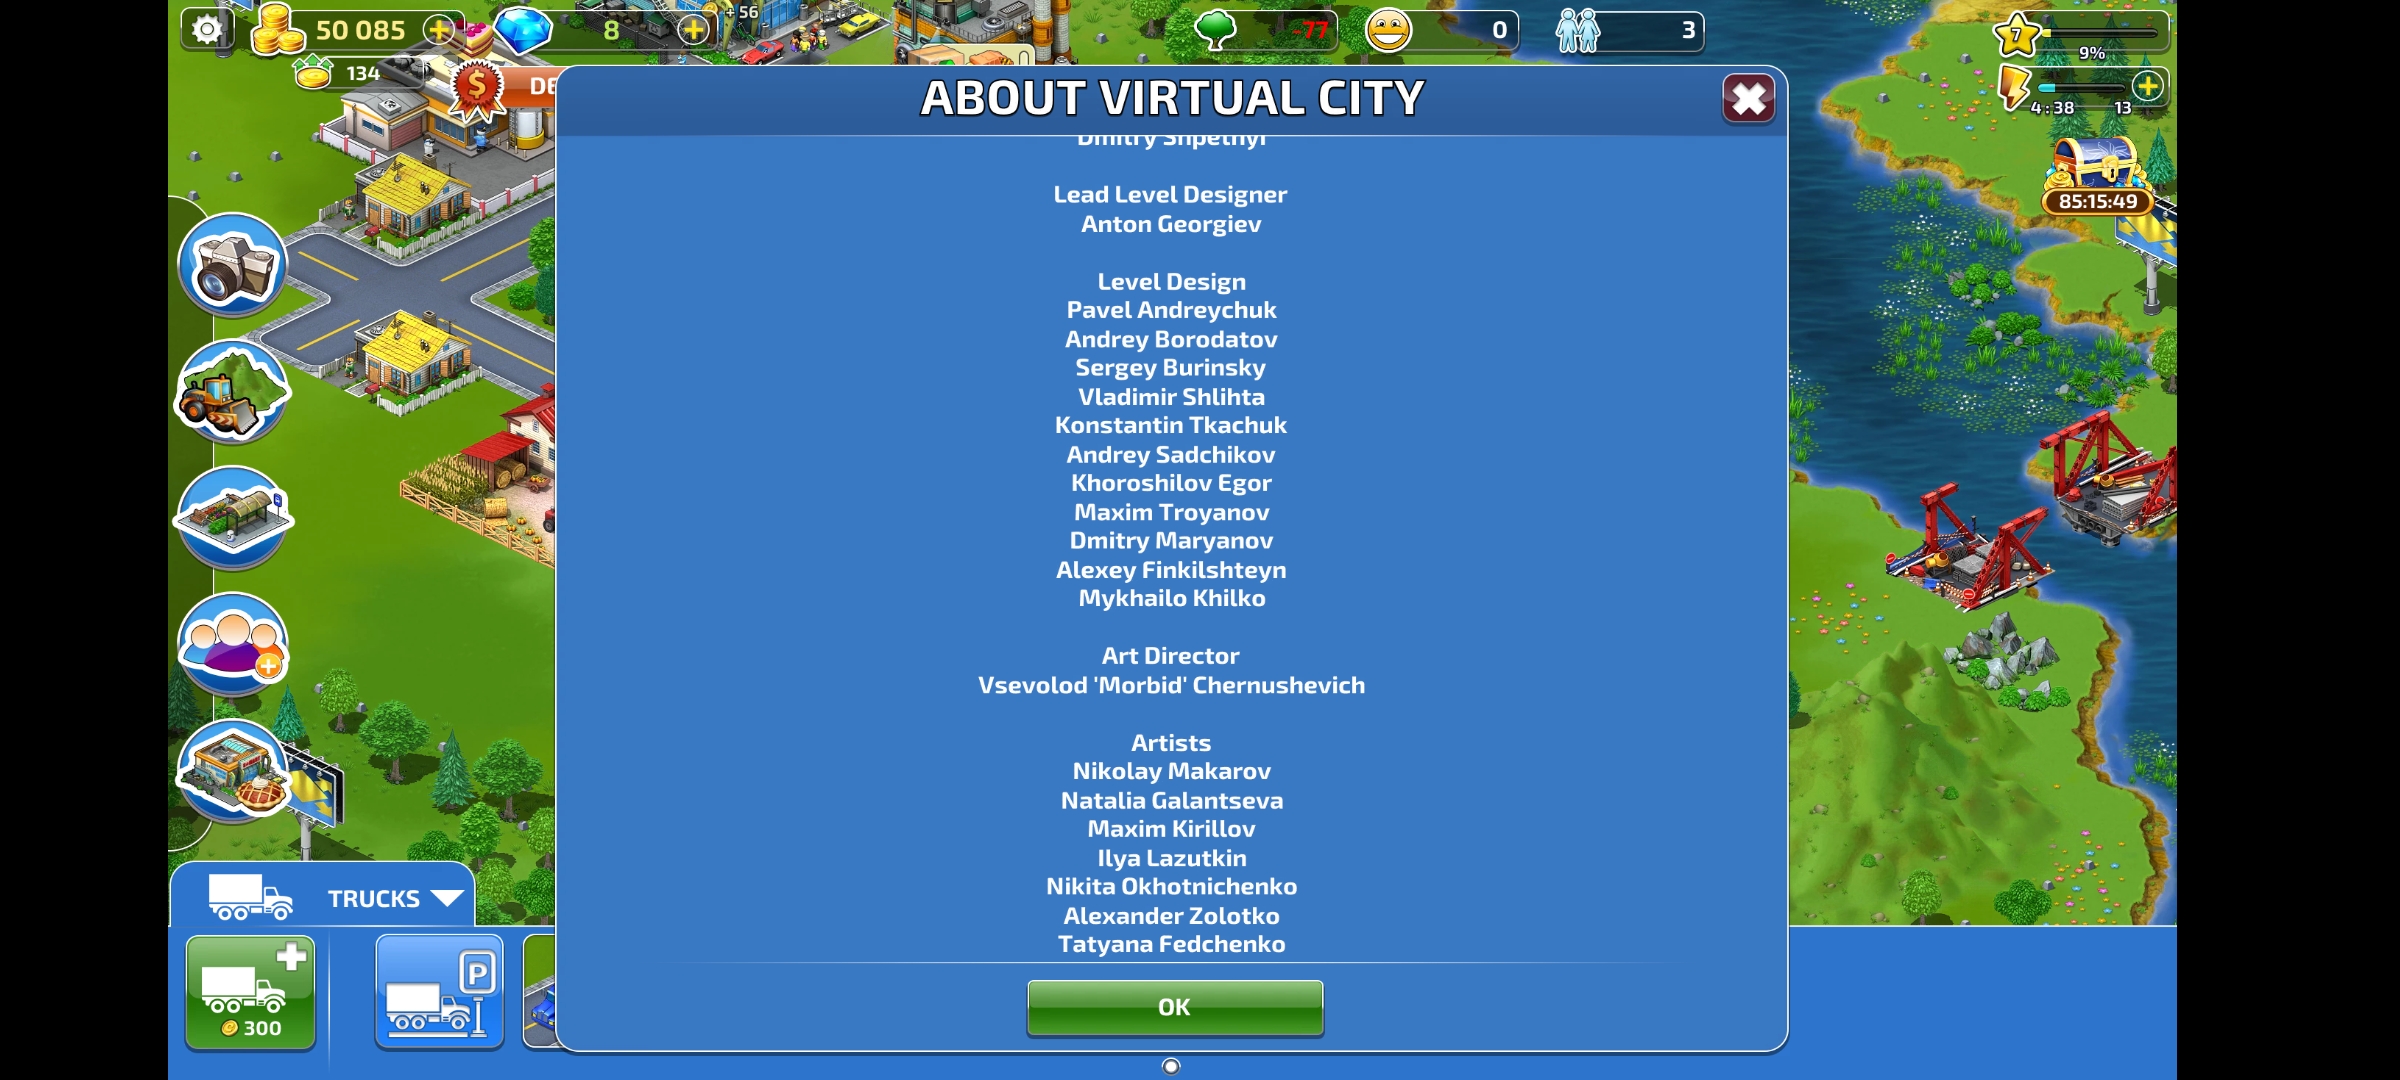 50 085
8
+ 56
-77
0
3
7
9%
134
DE
ABOUT VIRTUAL CITY
4:38
13
85:15:49
Dmitry Shpetnyi
Lead Level Designer
Anton Georgiev
Level Design
Pavel Andreychuk
Andrey Borodatov
Sergey Burinsky
Vladimir Shlihta
Konstantin Tkachuk
Andrey Sadchikov
Khoroshilov Egor
Maxim Troyanov
Dmitry Maryanov
Alexey Finkilshteyn
Mykhailo Khilko
Art Director
Vsevolod 'Morbid' Chernushevich
Artists
Nikolay Makarov
Natalia Galantseva
Maxim Kirillov
Ilya Lazutkin
Nikita Okhotnichenko
Alexander Zolotko
Tatyana Fedchenko
TRUCKS
P
300
OK